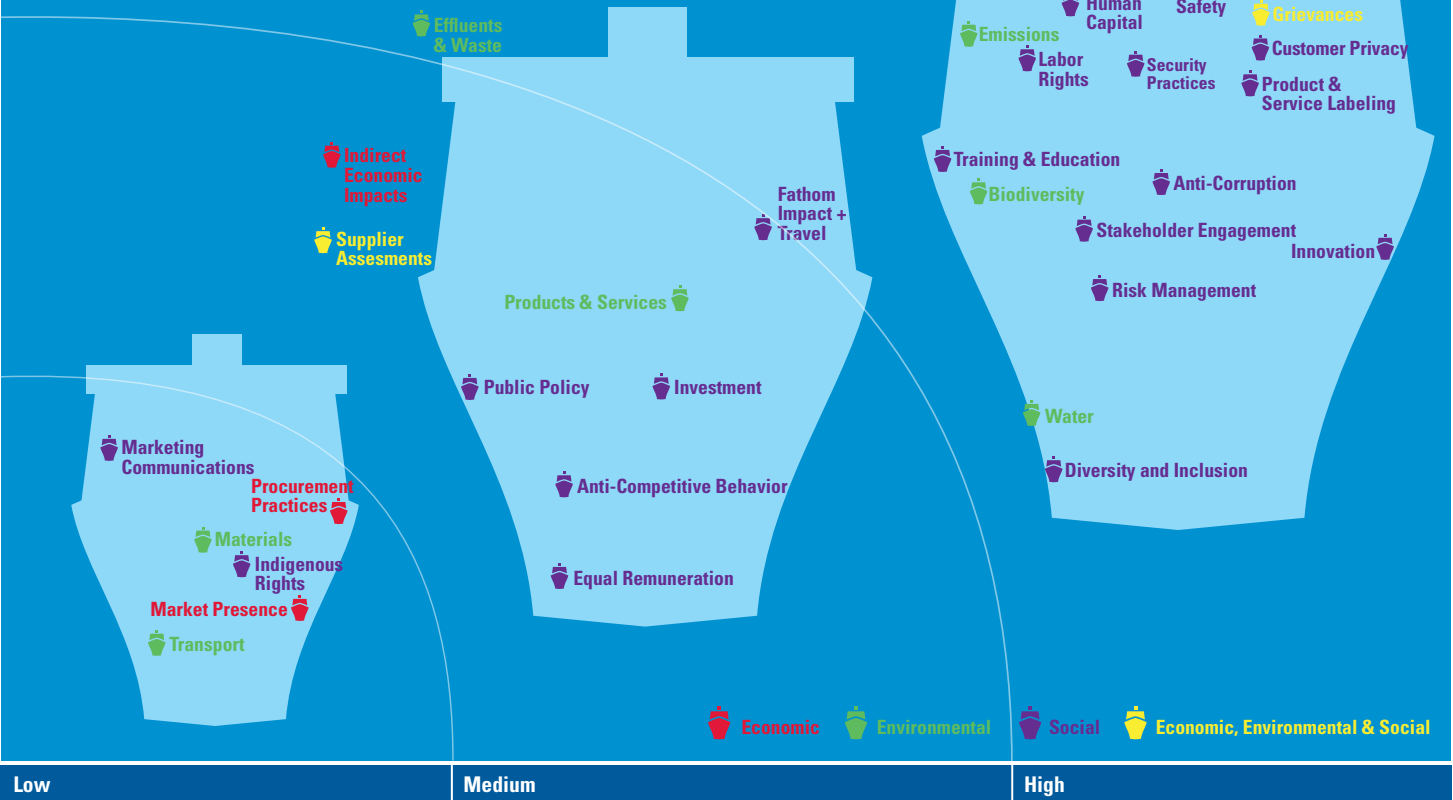 Effluents
& Waste
Human
Capital
Safety
Grievances
Emissions
Customer Privacy
Labor
Rights
Security
Practices
Product &
Service Labeling
Indirect
Economic
Impacts
Training & Education
Anti-Corruption
Biodiversity
Fathom
Impact +
Travel
Supplier
Assesments
Stakeholder Engagement
Innovation
Risk Management
Products & Services
Public Policy
Investment
Water
Marketing
Communications
Diversity and Inclusion
Procurement
Practices
Anti-Competitive Behavior
Materials
Indigenous
Rights
Equal Remuneration
Market Presence
Transport
Economic
Environmental
Social
Economic, Environmental & Social
Low
Medium
High